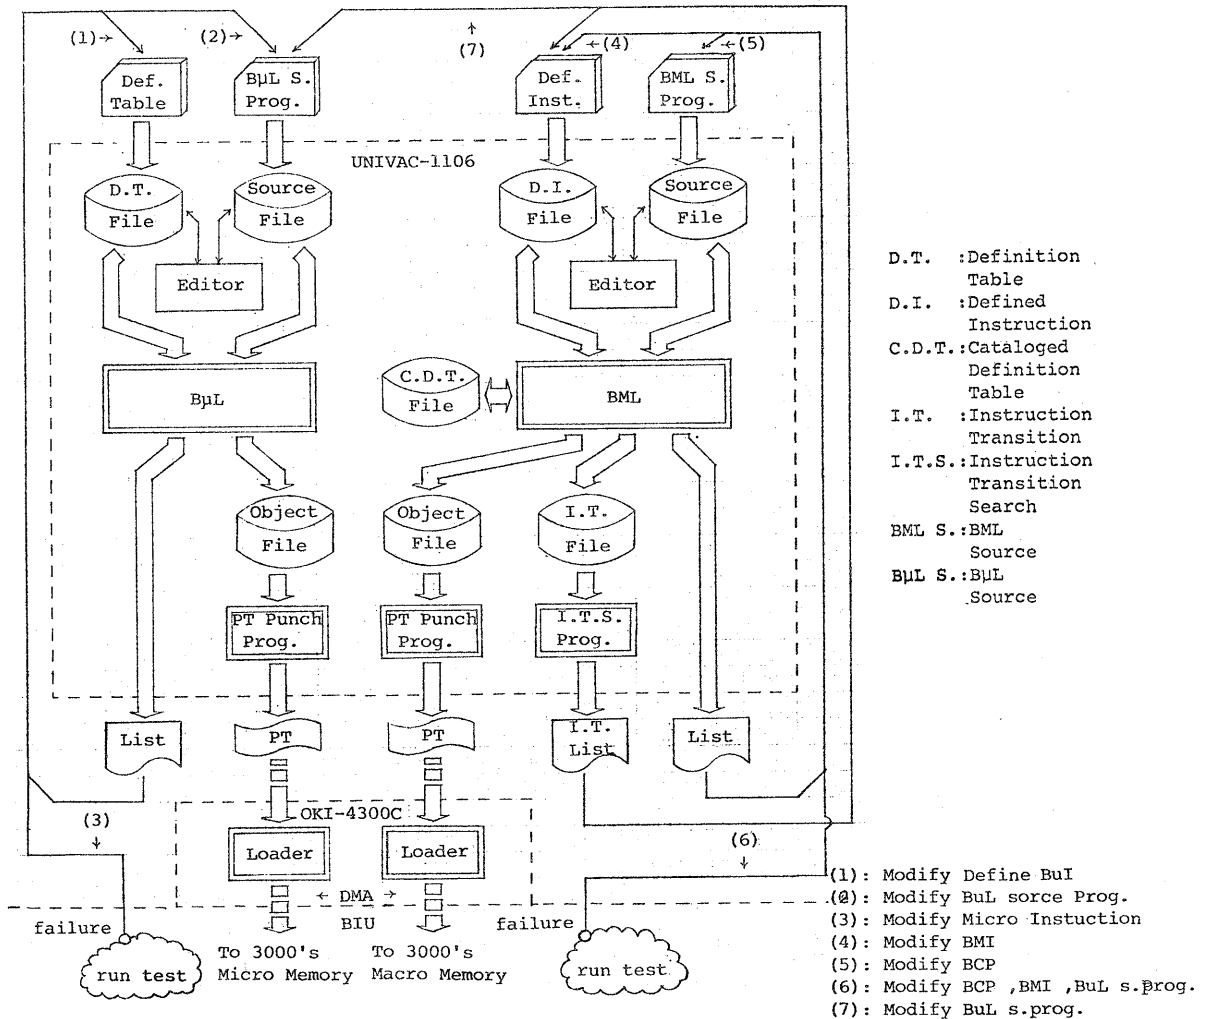 (1)→
(2)→
(7)
←(4)
←(5)
Def.
Table
BμL S.
Prog.
Def.
Inst.
BML S.
Prog.
UNIVAC-1106
D.T.
File
Source
File
D.I.
File
Source
File
Editor
Editor
BμL
C.D.T.
File
BML
Object
File
Object
File
I.T.
File
PT Punch
Prog.
PT Punch
Prog.
I.T.S.
Prog.
List
PT
PT
I.T.
List
List
(3)
OKI-4300C
(6)
Loader
Loader
← DMA →
BIU
failure
failure
run test
To 3000's
Micro Memory
To 3000's
Macro Memory
run test
D.T. :Definition
Table
D.I. :Defined
Instruction
C.D.T.:Cataloged
Definition
Table
I.T. :Instruction
Transition
I.T.S.:Instruction
Transition
Search
BML S.:BML
Source
BμL S.:BμL
Source
(1): Modify Define BuI
(2): Modify BuL sorce Prog.
(3): Modify Micro Instuction
(4): Modify BMI
(5): Modify BCP
(6): Modify BCP ,BMI ,BuL s.prog.
(7): Modify BuL s.prog.